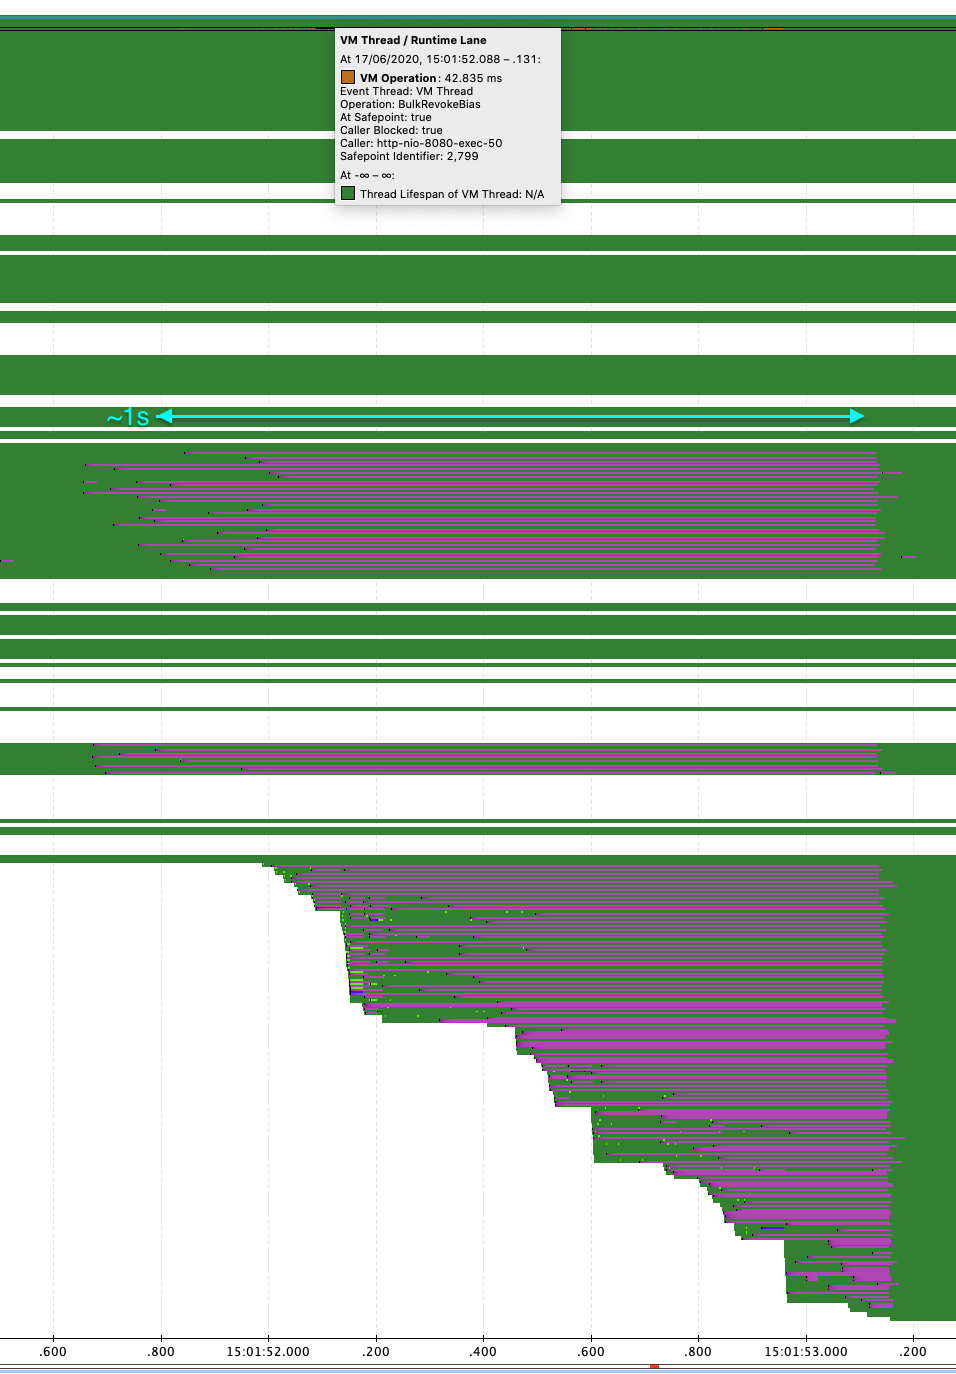 VM Thread / Runtime Lane
At 17/06/2020, 15:01:52.088 – .131:
VM Operation: 42.835 ms
Event Thread: VM Thread
Operation: BulkRevokeBias
At Safepoint: true
Caller Blocked: true
Caller: http-nio-8080-exec-50
Safepoint Identifier: 2,799
At -∞ – ∞:
Thread Lifespan of VM Thread: N/A
~1s
.600 .800 15:01:52.000 .200 .400 .600 .800 15:01:53.000 .200